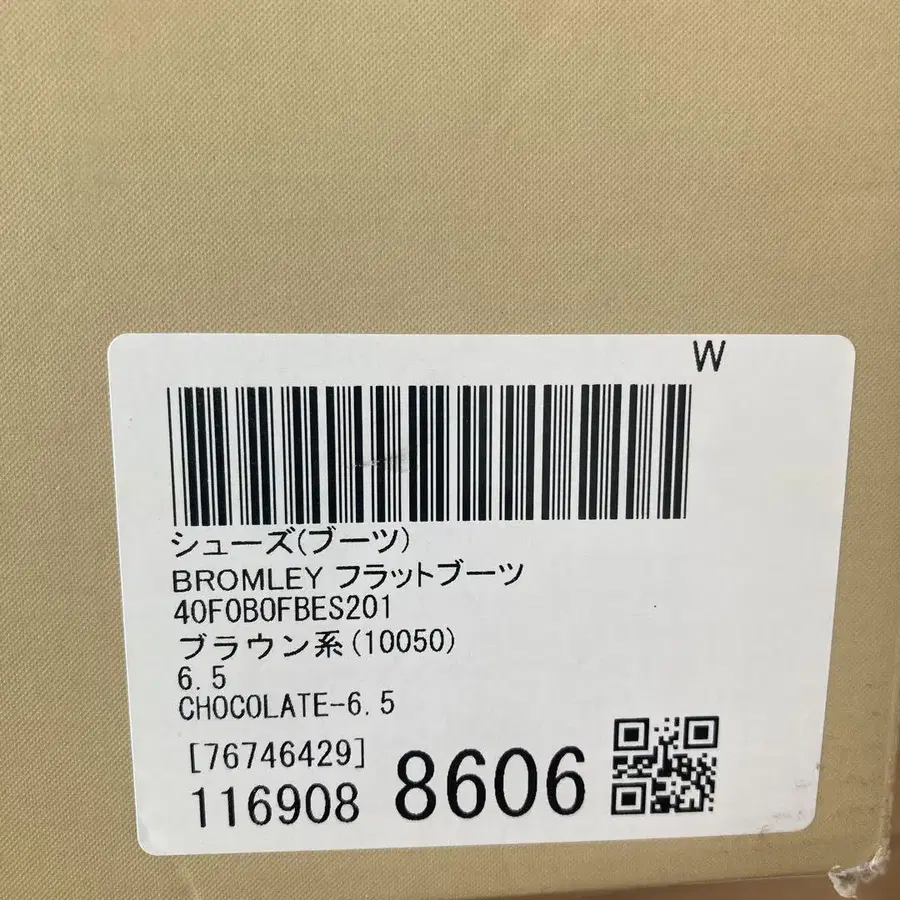 W
シューズ(ブーツ)
BROMLEY フラットブーツ
40F0B0FBES201
ブラウン系(10050)
6.5
CHOCOLATE-6.5
[76746429]
116908 8606